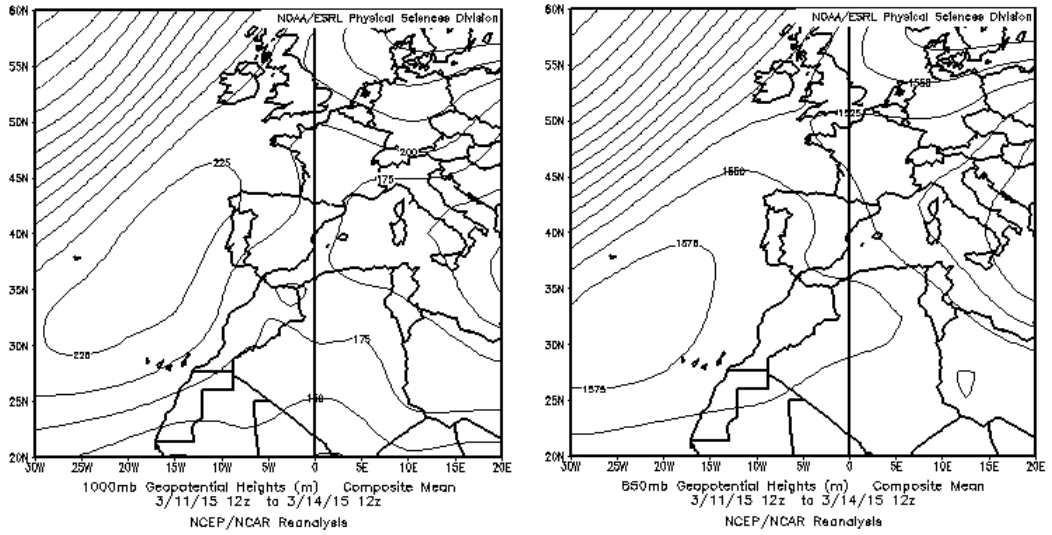 NOAA/ESRL Physical Sciences Division
60N
55N
50N
45N
40N
35N
30N
25N
20N
225
200
175
225
175
150
30W 25W 20W 15W 10W 5W 0 5E 10E 15E 20E
1000mb Geopotential Heights (m) Composite Mean
3/11/15 12z to 3/14/15 12z
NCEP/NCAR Reanalysis
NOAA/ESRL Physical Sciences Division
60N
55N
50N
45N
40N
35N
30N
25N
20N
1550
1525
1550
1575
1575
30W 25W 20W 15W 10W 5W 0 5E 10E 15E 20E
850mb Geopotential Heights (m) Composite Mean
3/11/15 12z to 3/14/15 12z
NCEP/NCAR Reanalysis